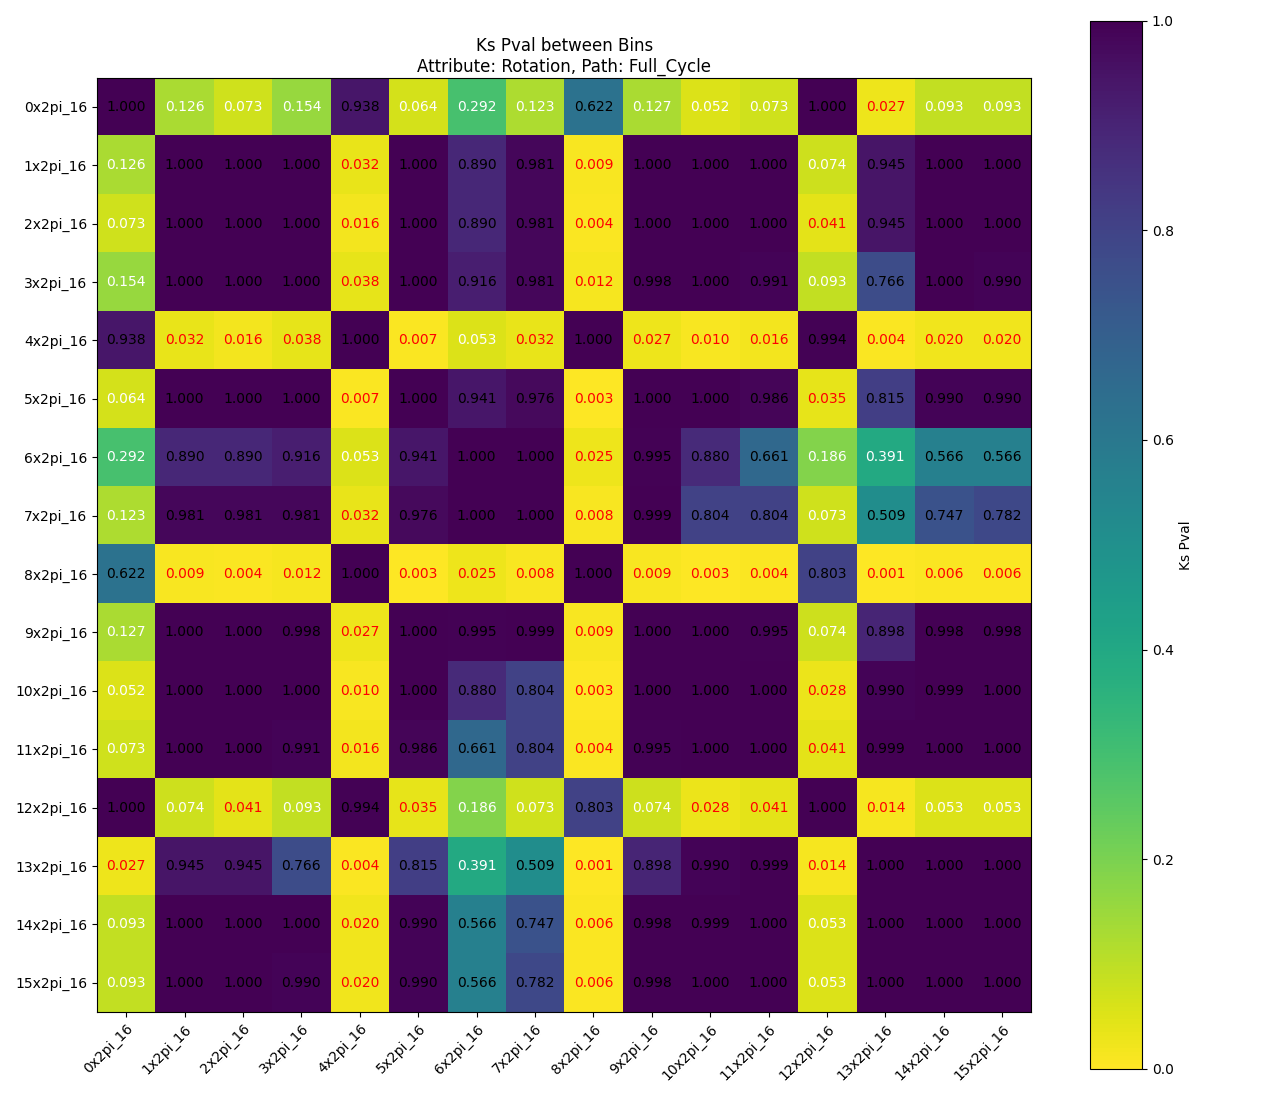 Ks Pval between Bins
Attribute: Rotation, Path: Full_Cycle
0x2pi_16 1.000 0.126 0.073 0.154 0.938 0.064 0.292 0.123 0.622 0.127 0.052 0.073 1.000 0.027 0.093 0.093
1x2pi_16 0.126 1.000 1.000 1.000 0.032 1.000 0.890 0.981 0.009 1.000 1.000 1.000 0.074 0.945 1.000 1.000
2x2pi_16 0.073 1.000 1.000 1.000 0.016 1.000 0.890 0.981 0.004 1.000 1.000 1.000 0.041 0.945 1.000 1.000
3x2pi_16 0.154 1.000 1.000 1.000 0.038 1.000 0.916 0.981 0.012 0.998 1.000 0.991 0.093 0.766 1.000 0.990
4x2pi_16 0.938 0.032 0.016 0.038 1.000 0.007 0.053 0.032 1.000 0.027 0.010 0.016 0.994 0.004 0.020 0.020
5x2pi_16 0.064 1.000 1.000 1.000 0.007 1.000 0.941 0.976 0.003 1.000 1.000 0.986 0.035 0.815 0.990 0.990
6x2pi_16 0.292 0.890 0.890 0.916 0.053 0.941 1.000 1.000 0.025 0.995 0.880 0.661 0.186 0.391 0.566 0.566
7x2pi_16 0.123 0.981 0.981 0.981 0.032 0.976 1.000 1.000 0.008 0.999 0.804 0.804 0.073 0.509 0.747 0.782
8x2pi_16 0.622 0.009 0.004 0.012 1.000 0.003 0.025 0.008 1.000 0.009 0.003 0.004 0.803 0.001 0.006 0.006
9x2pi_16 0.127 1.000 1.000 0.998 0.027 1.000 0.995 0.999 0.009 1.000 1.000 0.995 0.074 0.898 0.998 0.998
10x2pi_16 0.052 1.000 1.000 1.000 0.010 1.000 0.880 0.804 0.003 1.000 1.000 1.000 0.028 0.990 0.999 1.000
11x2pi_16 0.073 1.000 1.000 0.991 0.016 0.986 0.661 0.804 0.004 0.995 1.000 1.000 0.041 0.999 1.000 1.000
12x2pi_16 1.000 0.074 0.041 0.093 0.994 0.035 0.186 0.073 0.803 0.074 0.028 0.041 1.000 0.014 0.053 0.053
13x2pi_16 0.027 0.945 0.945 0.766 0.004 0.815 0.391 0.509 0.001 0.898 0.990 0.999 0.014 1.000 1.000 1.000
14x2pi_16 0.093 1.000 1.000 1.000 0.020 0.990 0.566 0.747 0.006 0.998 0.999 1.000 0.053 1.000 1.000 1.000
15x2pi_16 0.093 1.000 1.000 0.990 0.020 0.990 0.566 0.782 0.006 0.998 1.000 1.000 0.053 1.000 1.000 1.000
0x2pi_16 1x2pi_16 2x2pi_16 3x2pi_16 4x2pi_16 5x2pi_16 6x2pi_16 7x2pi_16 8x2pi_16 9x2pi_16 10x2pi_16 11x2pi_16 12x2pi_16 13x2pi_16 14x2pi_16 15x2pi_16
1.0
0.8
0.6
0.4
0.2
0.0
Ks Pval